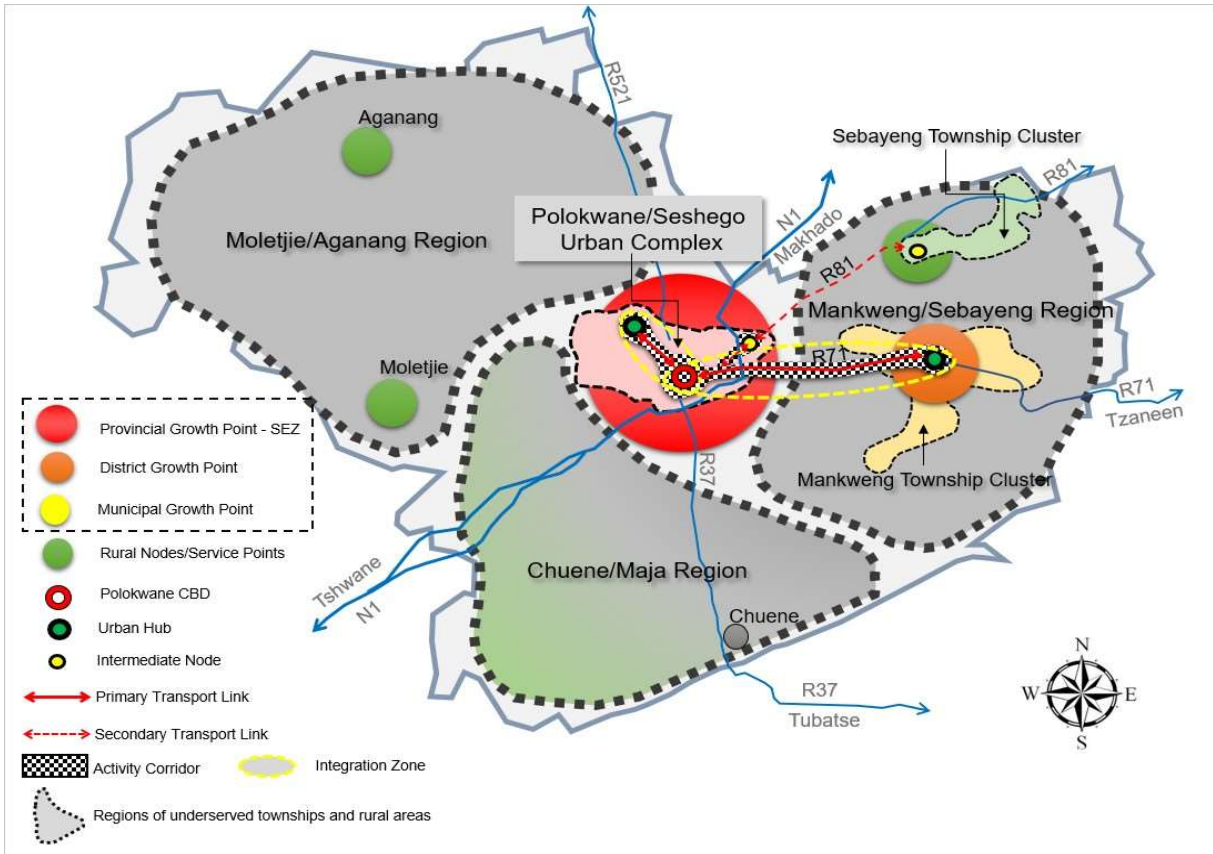 R521
Aganang
Sebayeng Township Cluster
R81
Polokwane/Seshego
Urban Complex
N1
Makhado
Moletjie/Aganang Region
R81
Mankweng/Sebayeng Region
R71
Moletjie
R71
Tzaneen
Mankweng Township Cluster
R37
Provincial Growth Point - SEZ
District Growth Point
Municipal Growth Point
Rural Nodes/Service Points
Polokwane CBD
Urban Hub
Intermediate Node
Primary Transport Link
Secondary Transport Link
Activity Corridor
Integration Zone
Regions of underserved townships and rural areas
Tshwane
N1
Chuene/Maja Region
Chuene
R37
Tubatse
N
W
E
S